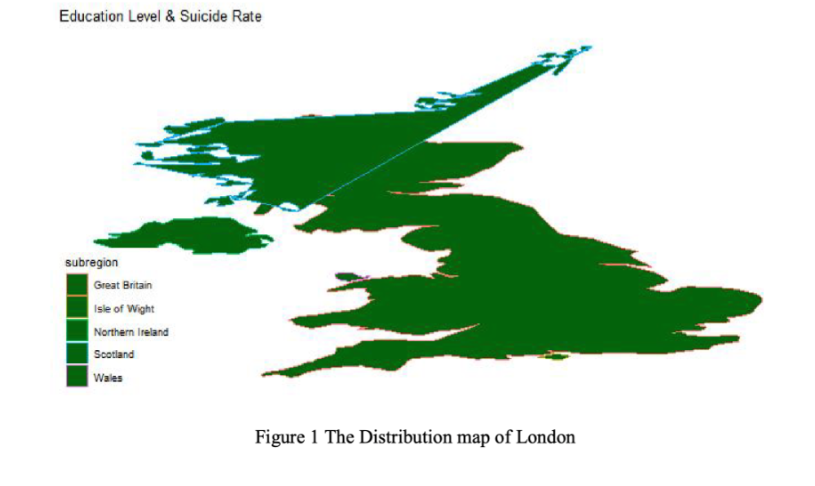 Education Level & Suicide Rate
subregion
Great Britain
Isle of Wight
Northern Ireland
Scotland
Wales
Figure 1 The Distribution map of London